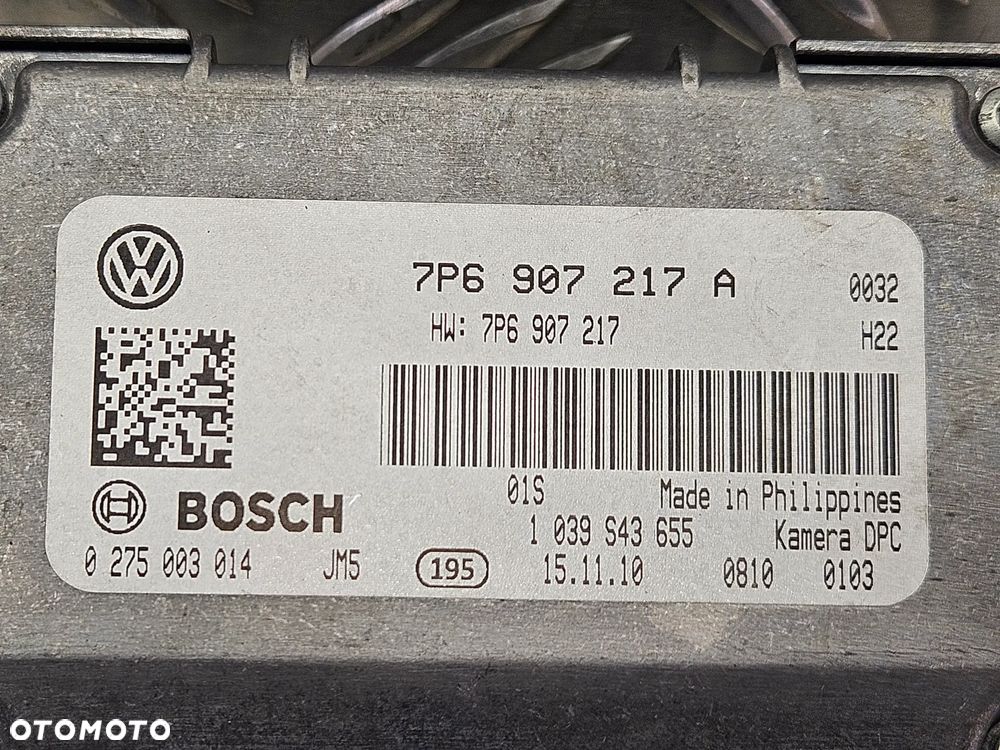 7P6 907 217 A
0032
HW: 7P6 907 217
H22
01S
Made in Philippines
BOSCH
1 039 S43 655
Kamera DPC
0 275 003 014
JM5
195
15.11.10
0810
0103
OTOMOTO